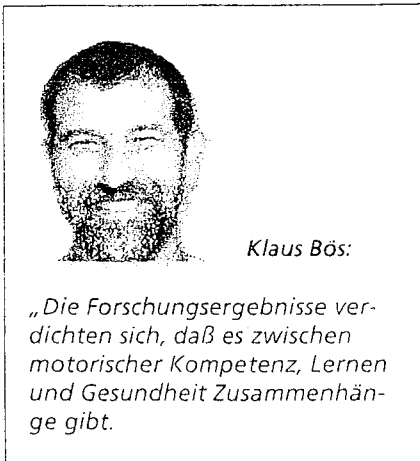 Klaus Bös:
„Die Forschungsergebnisse ver-
dichten sich, daß es zwischen
motorischer Kompetenz, Lernen
und Gesundheit Zusammenhän-
ge gibt.